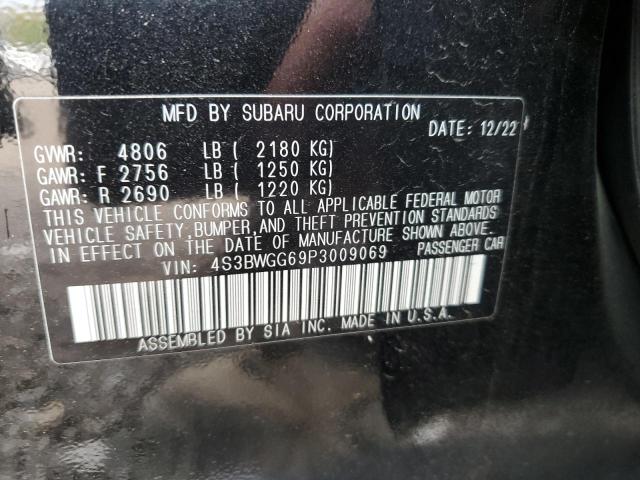 MFD BY SUBARU CORPORATION
DATE: 12/22
GVWR: 4806 LB ( 2180 KG)
GAWR: F 2756 LB ( 1250 KG)
GAWR: R 2690 LB ( 1220 KG)
THIS VEHICLE CONFORMS TO ALL APPLICABLE FEDERAL MOTOR
VEHICLE SAFETY, BUMPER, AND THEFT PREVENTION STANDARDS
IN EFFECT ON THE DATE OF MANUFACTURE SHOWN ABOVE.
VIN: 4S3BWGG69P3009069 PASSENGER CAR
ASSEMBLED BY SIA INC. MADE IN U.S.A.